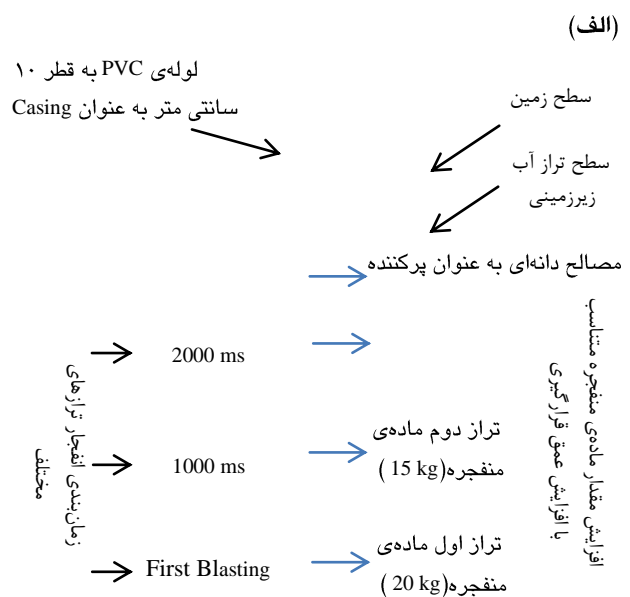 (الف)
لوله‌ی PVC به قطر ۱۰
سانتی متر به عنوان Casing
سطح زمین
سطح تراز آب
زیرزمینی
مصالح دانه‌ای به عنوان پرکننده
2000 ms
1000 ms
First Blasting
تراز دوم ماده‌ی
منفجره(15 kg )
تراز اول ماده‌ی
منفجره(20 kg )
زمان‌بندی انفجار ترازهای
مختلف
افزایش مقدار ماده‌ی منفجره متناسب
با افزایش عمق قرارگیری